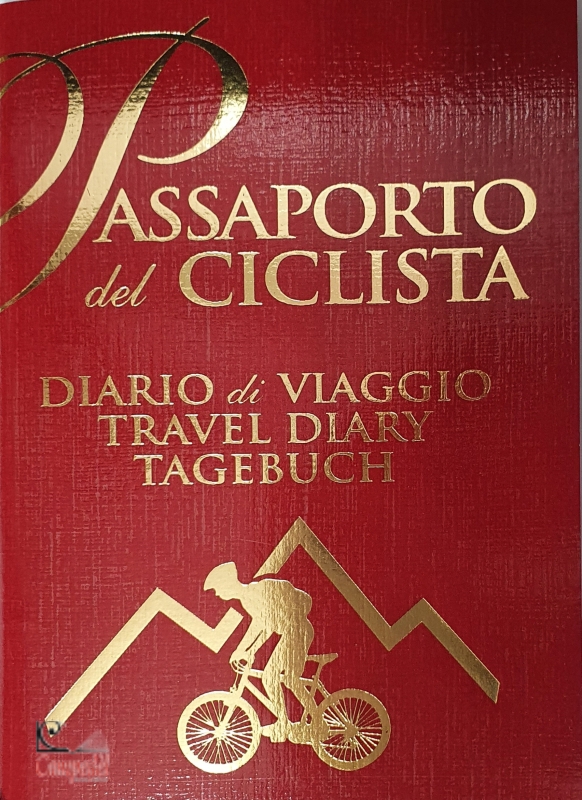 PASSAPORTO
del CICLISTA
DIARIO di VIAGGIO
TRAVEL DIARY
TAGEBUCH